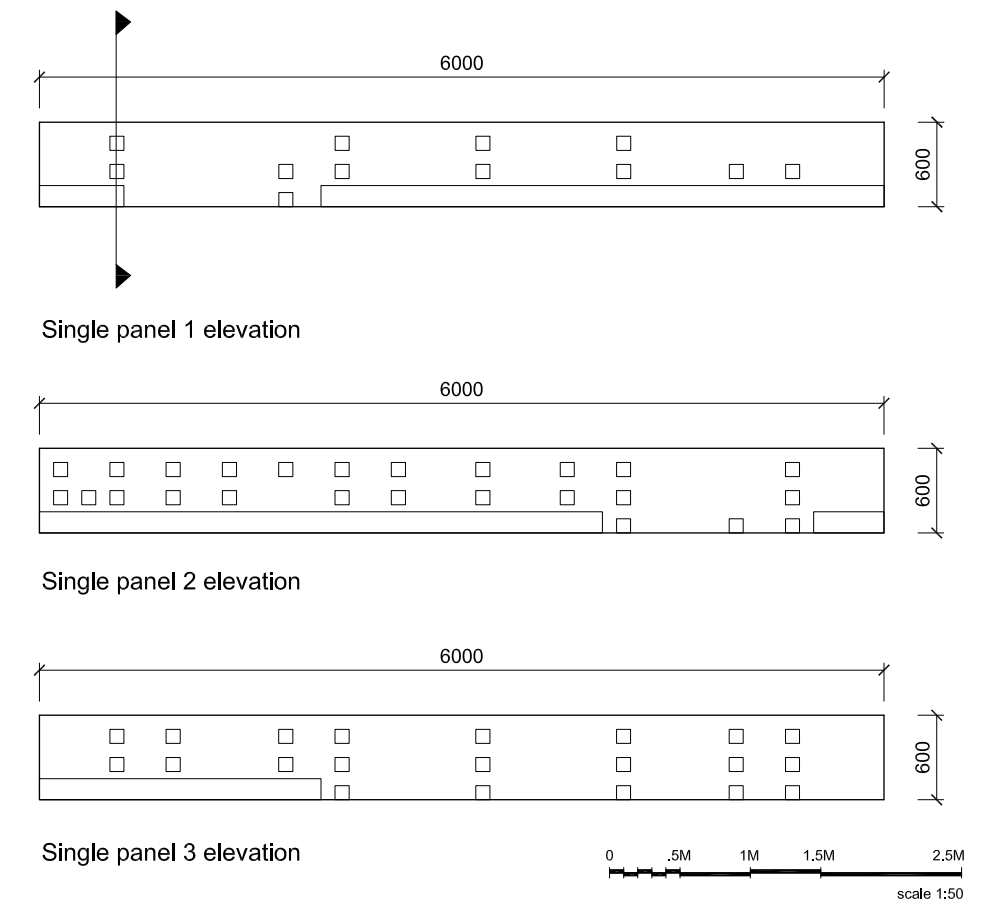 6000
600
Single panel 1 elevation
6000
600
Single panel 2 elevation
6000
600
Single panel 3 elevation
0 .5M 1M 1.5M 2.5M
scale 1:50